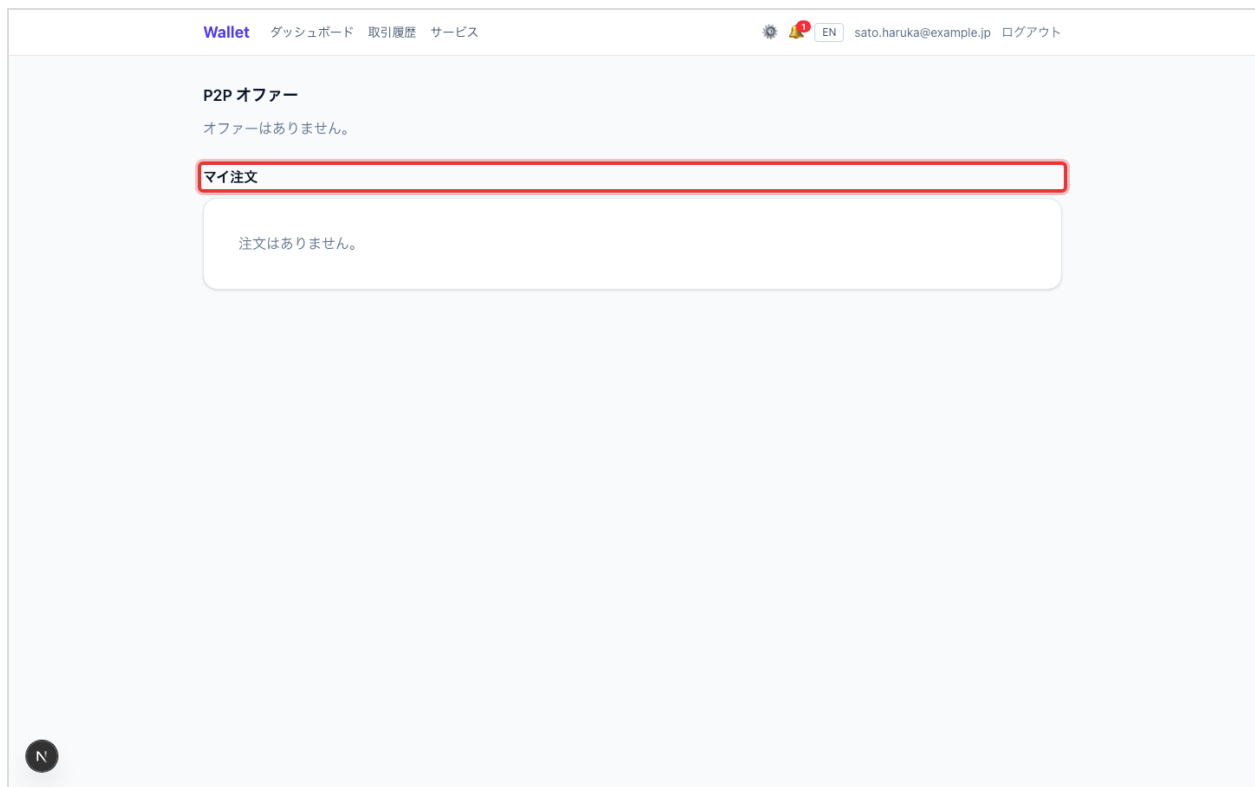 Wallet ダッシュボード 取引履歴 サービス 1 EN sato.haruka@example.jp ログアウト
P2P オファー
オファーはありません。
マイ注文
注文はありません。
N